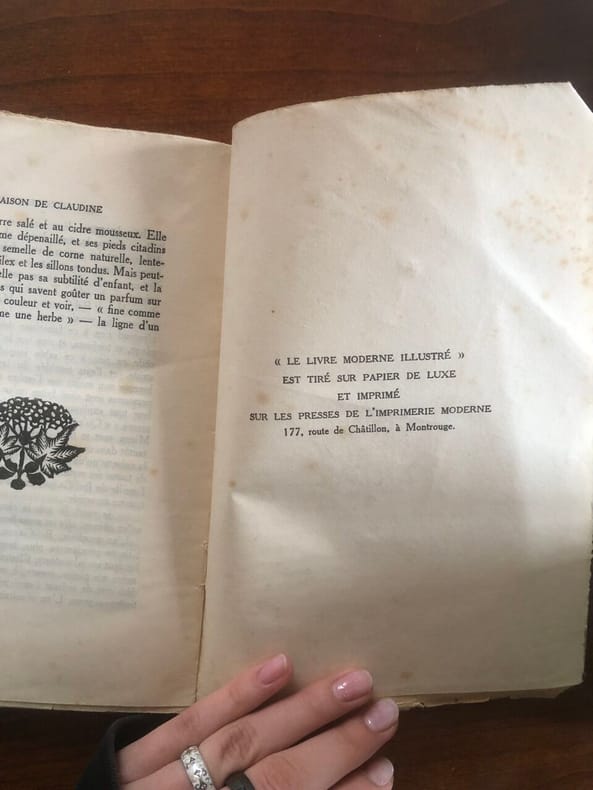 AISON DE CLAUDINE
rre salé et au cidre mousseux. Elle
me dépenaillé, et ses pieds citadins
semelle de corne naturelle, lente-
ilex et les sillons tondus. Mais peut-
elle pas sa subtilité d'enfant, et la
s qui savent goûter un parfum sur
couleur et voir, — « fine comme
me une herbe » — la ligne d'un
« LE LIVRE MODERNE ILLUSTRÉ »
EST TIRÉ SUR PAPIER DE LUXE
ET IMPRIMÉ
SUR LES PRESSES DE L'IMPRIMERIE MODERNE
177, route de Châtillon, à Montrouge.